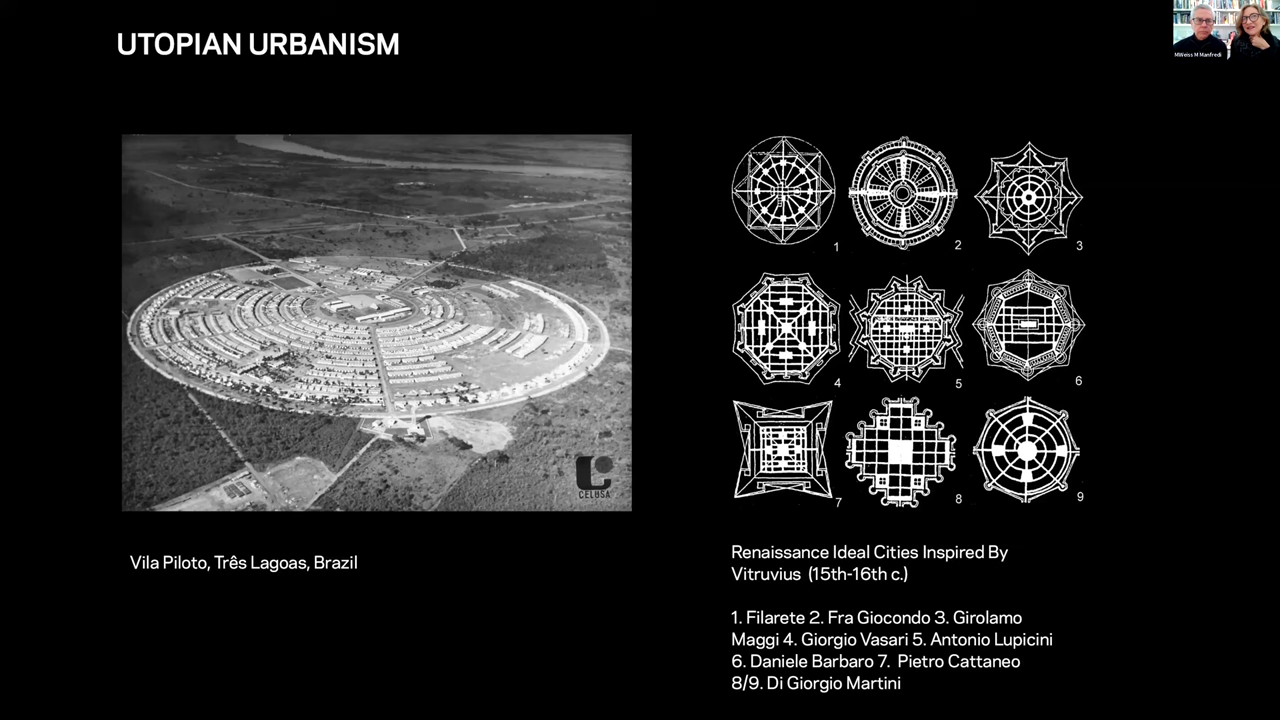 UTOPIAN URBANISM
MWeiss M Manfredi
1
2
3
4
5
6
7
8
9
CELUSA
Vila Piloto, Três Lagoas, Brazil
Renaissance Ideal Cities Inspired By
Vitruvius (15th-16th c.)
1. Filarete 2. Fra Giocondo 3. Girolamo
Maggi 4. Giorgio Vasari 5. Antonio Lupicini
6. Daniele Barbaro 7. Pietro Cattaneo
8/9. Di Giorgio Martini